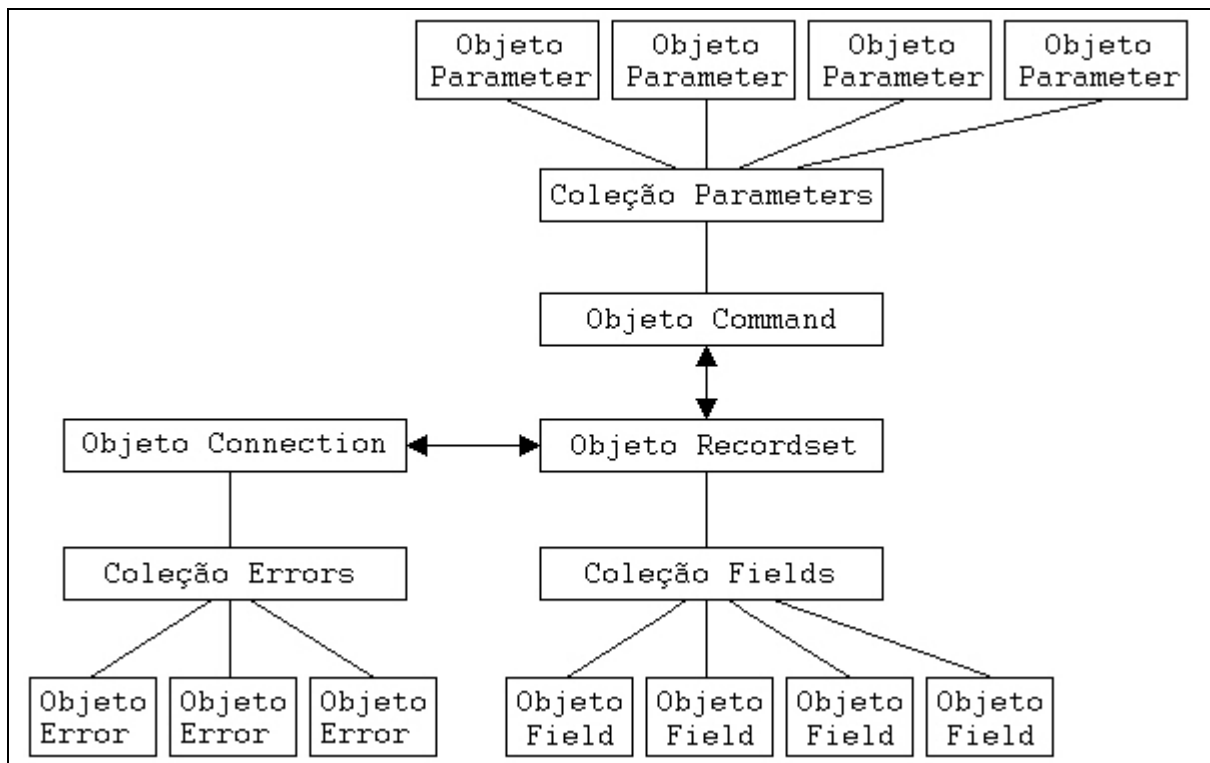 Objeto
Parameter
Objeto
Parameter
Objeto
Parameter
Objeto
Parameter
Coleção Parameters
Objeto Command
Objeto Connection
Objeto Recordset
Coleção Errors
Coleção Fields
Objeto
Error
Objeto
Error
Objeto
Error
Objeto
Field
Objeto
Field
Objeto
Field
Objeto
Field